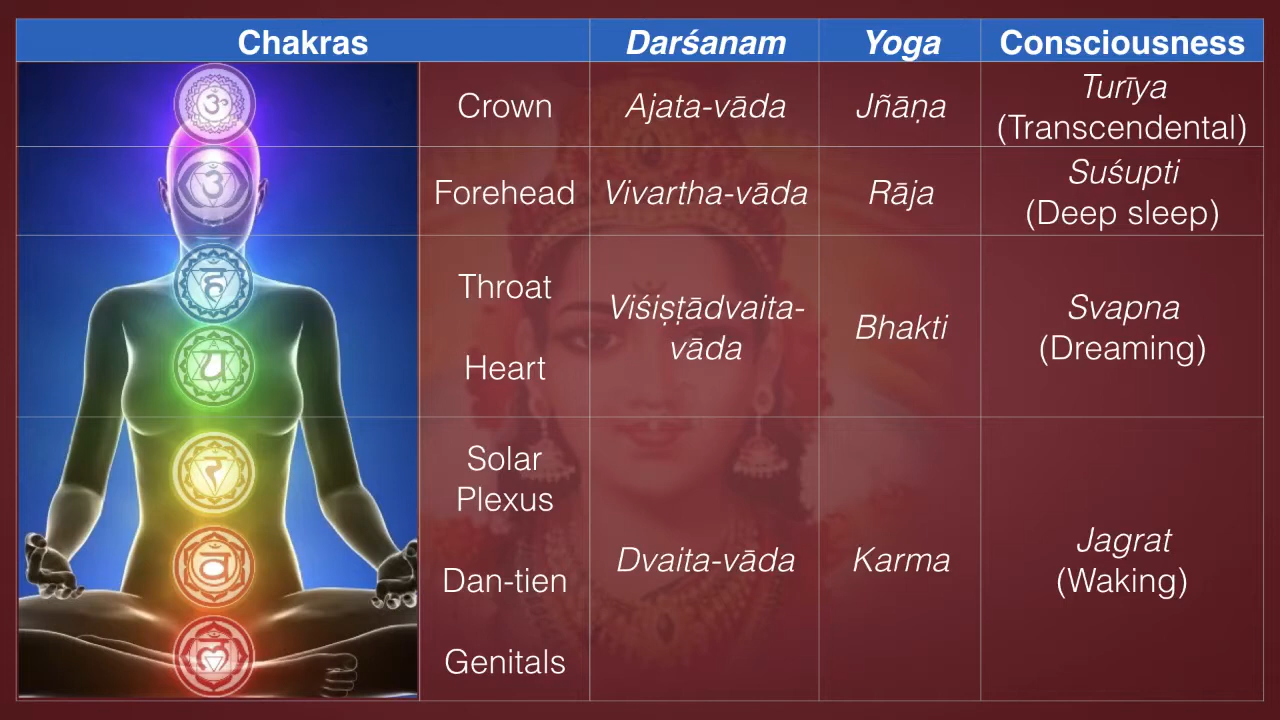 Chakras Darśanam Yoga Consciousness
ॐ
Crown Ajata-vāda Jñāṇa Turīya
(Transcendental)
ॐ
Forehead Vivartha-vāda Rāja Suśupti
(Deep sleep)
हं
Throat
Viśiṣṭādvaita-
vāda
Bhakti
Svapna
(Dreaming)
यं
Heart
रं
Solar
Plexus
वं
Dan-tien
Dvaita-vāda
Karma
Jagrat
(Waking)
Genitals